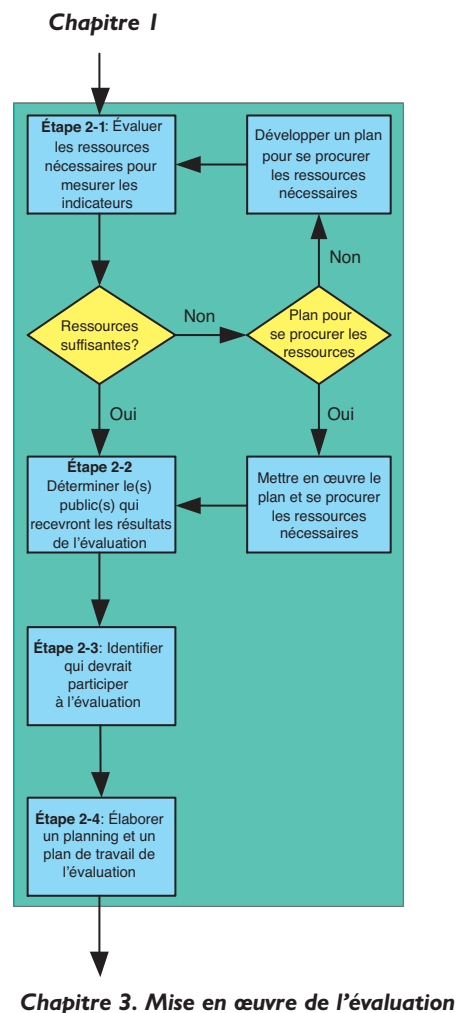 Chapitre 1
Étape 2-1: Évaluer
les ressources
nécessaires pour
mesurer les
indicateurs
Développer un plan
pour se procurer
les ressources
nécessaires
Non
Ressources
suffisantes?
Non
Plan pour
se procurer les
ressources
Oui
Oui
Étape 2-2
Déterminer le(s)
public(s) qui
recevront les résultats
de l’évaluation
Mettre en œuvre le
plan et se procurer
les ressources
nécessaires
Étape 2-3: Identifier
qui devrait
participer
à l’évaluation
Étape 2-4: Élaborer
un planning et un
plan de travail de
l’évaluation
Chapitre 3. Mise en œuvre de l’évaluation